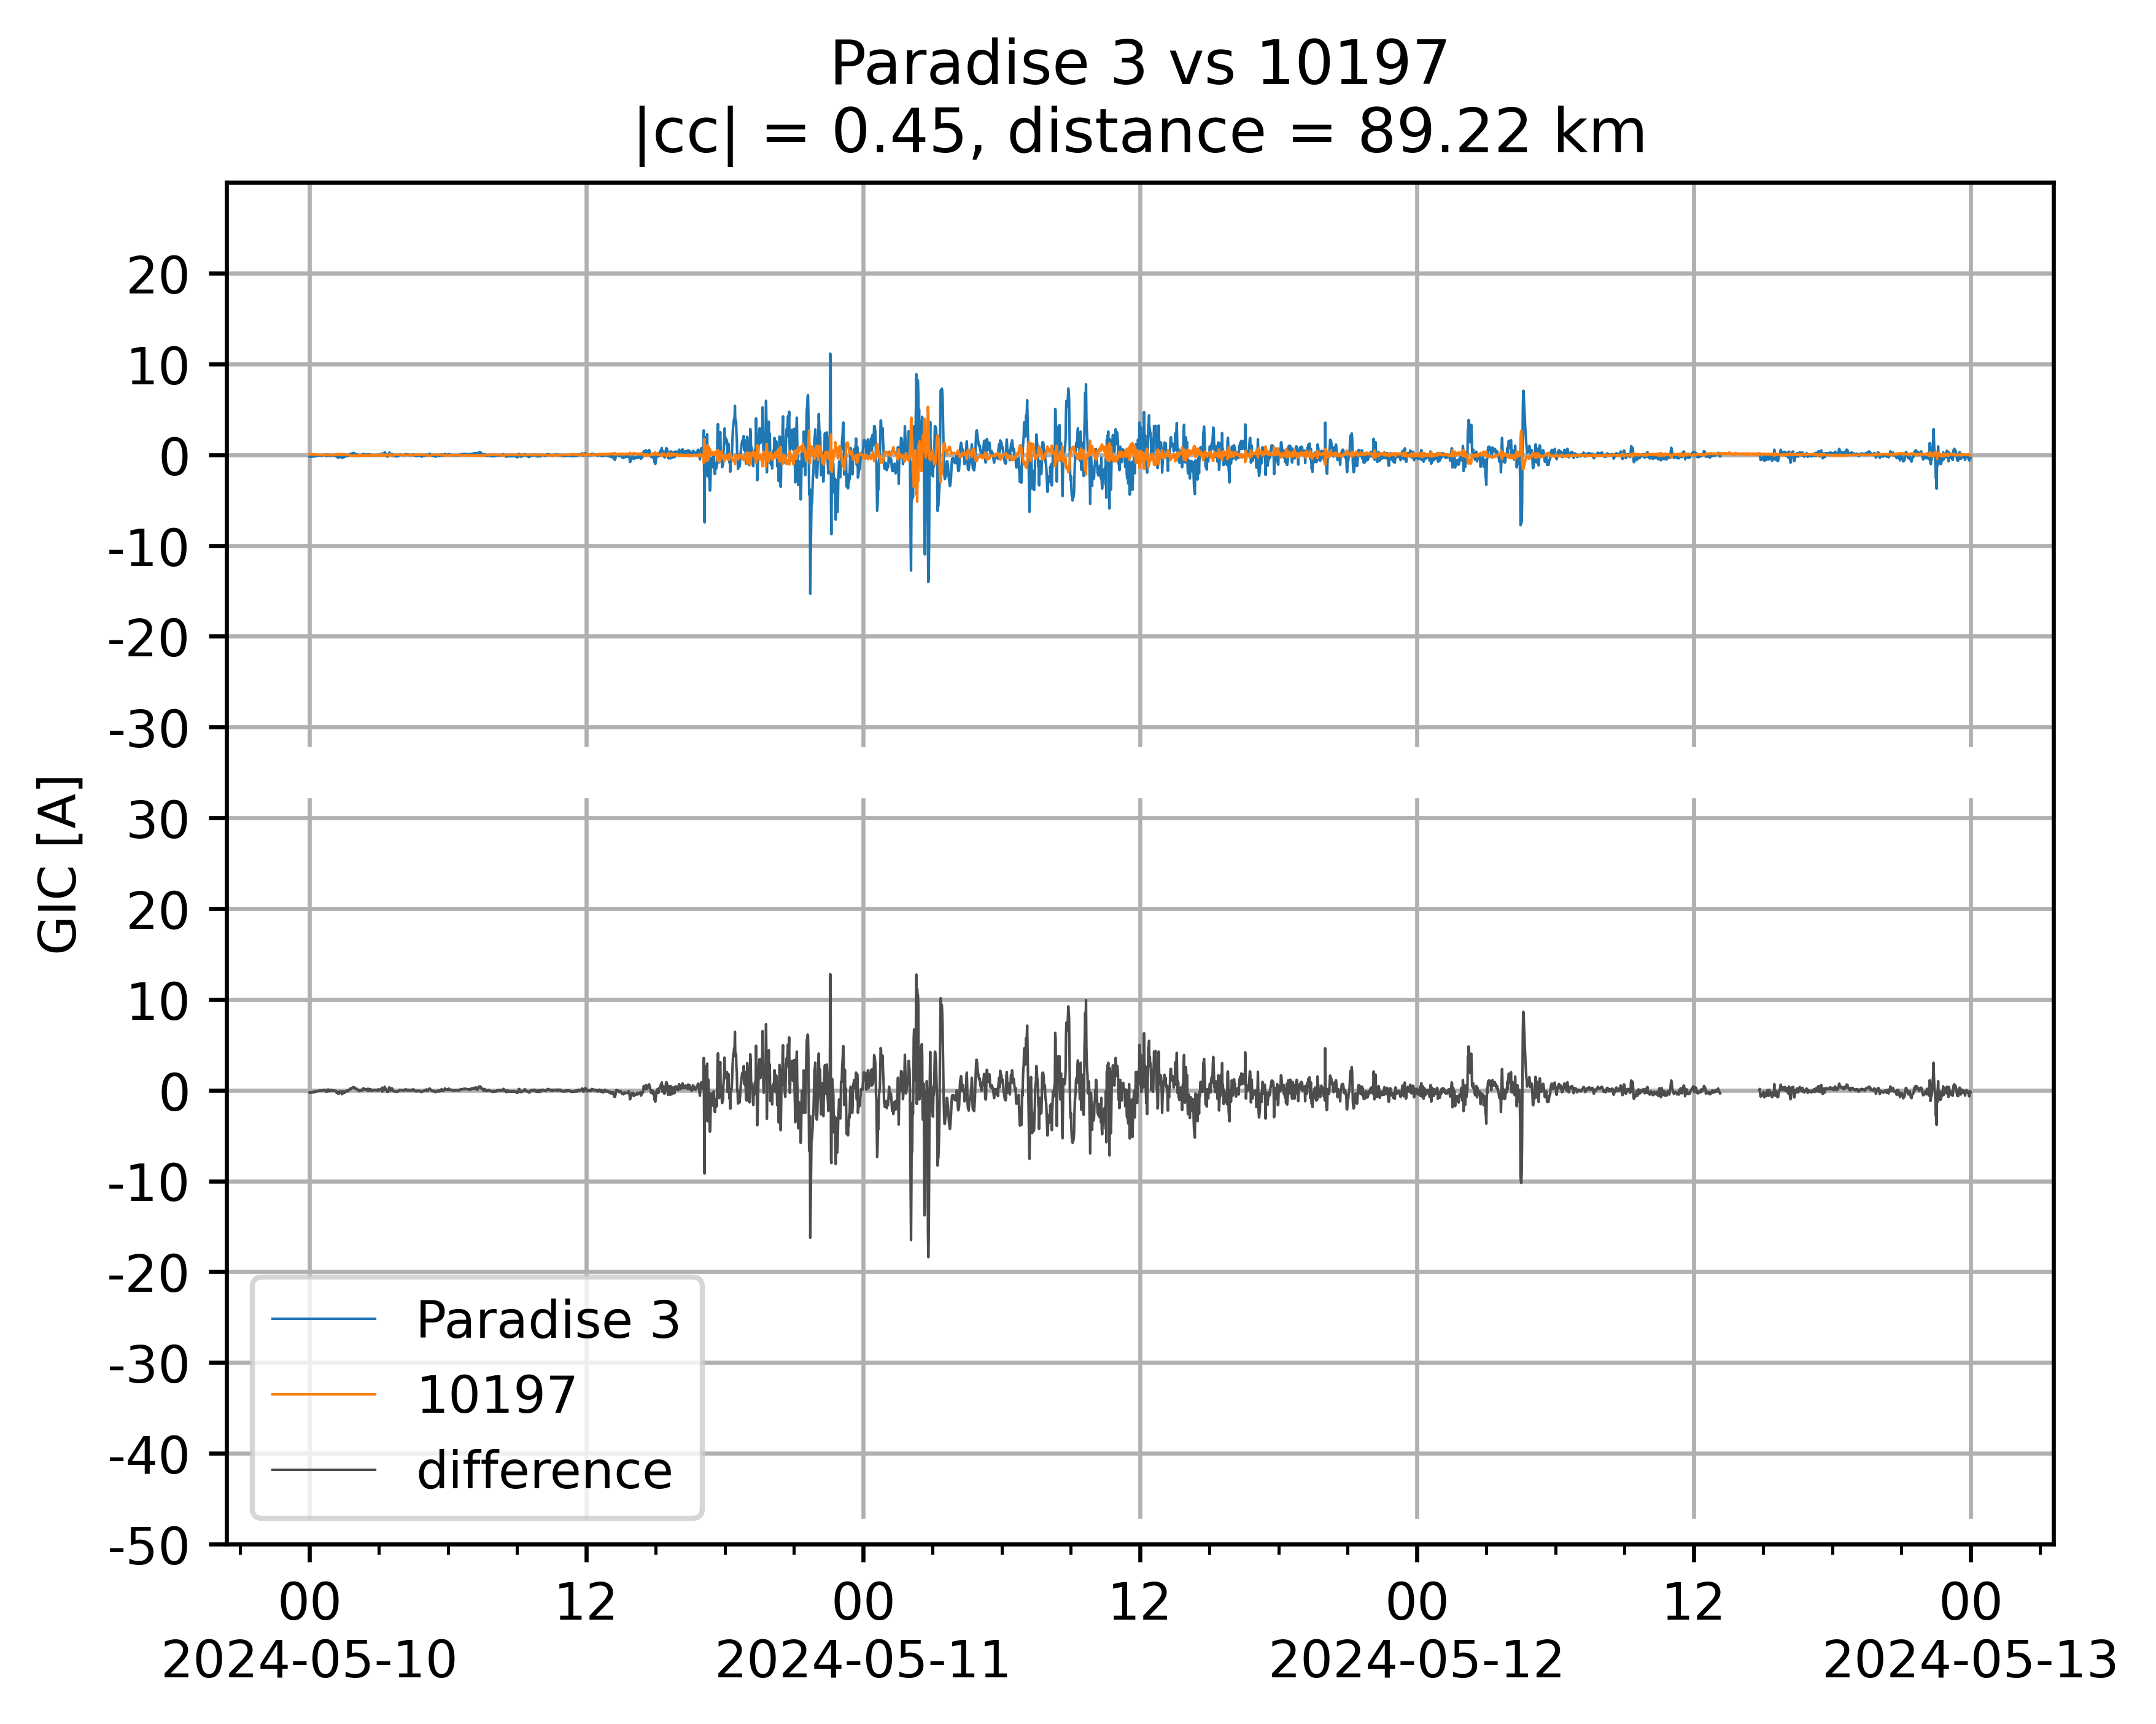 Paradise 3 vs 10197
|cc| = 0.45, distance = 89.22 km
GIC [A]
20
10
0
-10
-20
-30
30
20
10
0
-10
-20
-30
-40
-50
Paradise 3
10197
difference
00 12 00 12 00 12 00
2024-05-10 2024-05-11 2024-05-12 2024-05-13